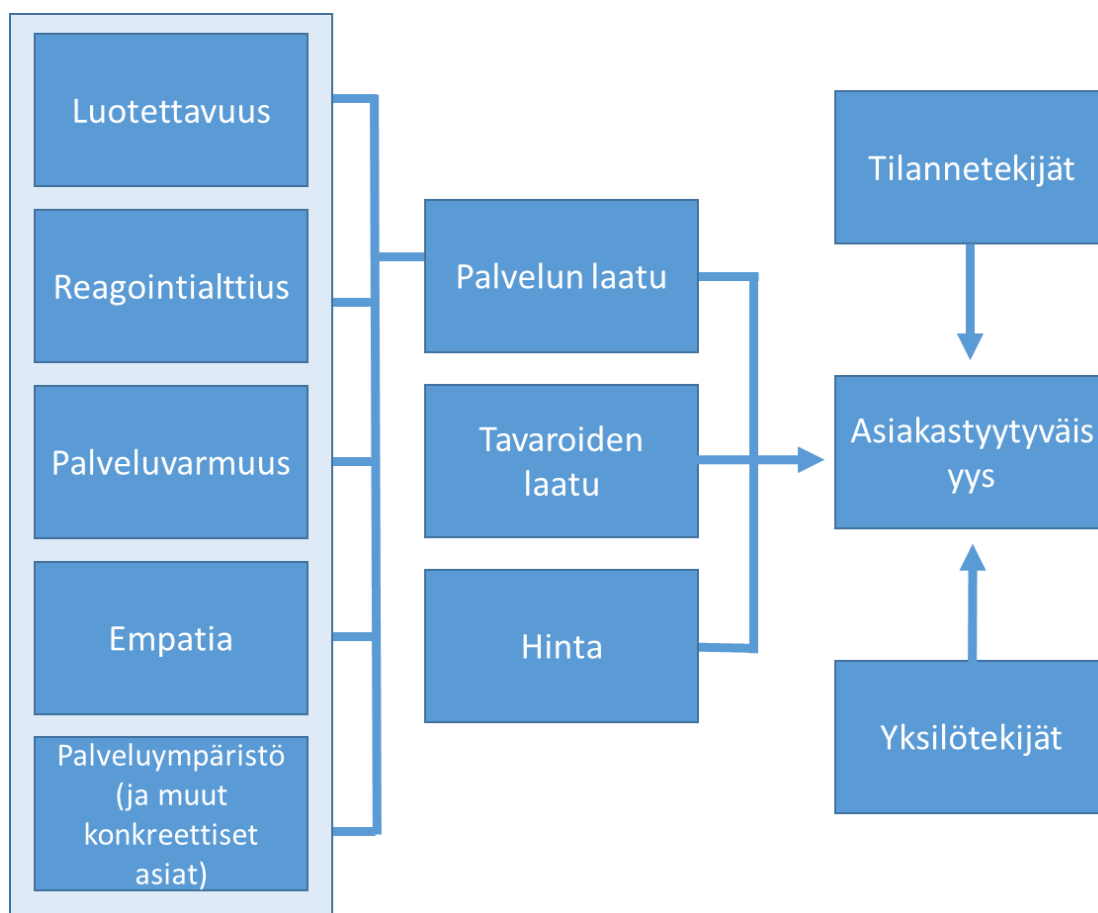 Luotettavuus
Reagointialttius
Palveluvarmuus
Empatia
Palveluympäristö
(ja muut
konkreettiset
asiat)
Palvelun laatu
Tavaroiden
laatu
Hinta
Tilannetekijät
Asiakastyytyväis
yys
Yksilötekijät